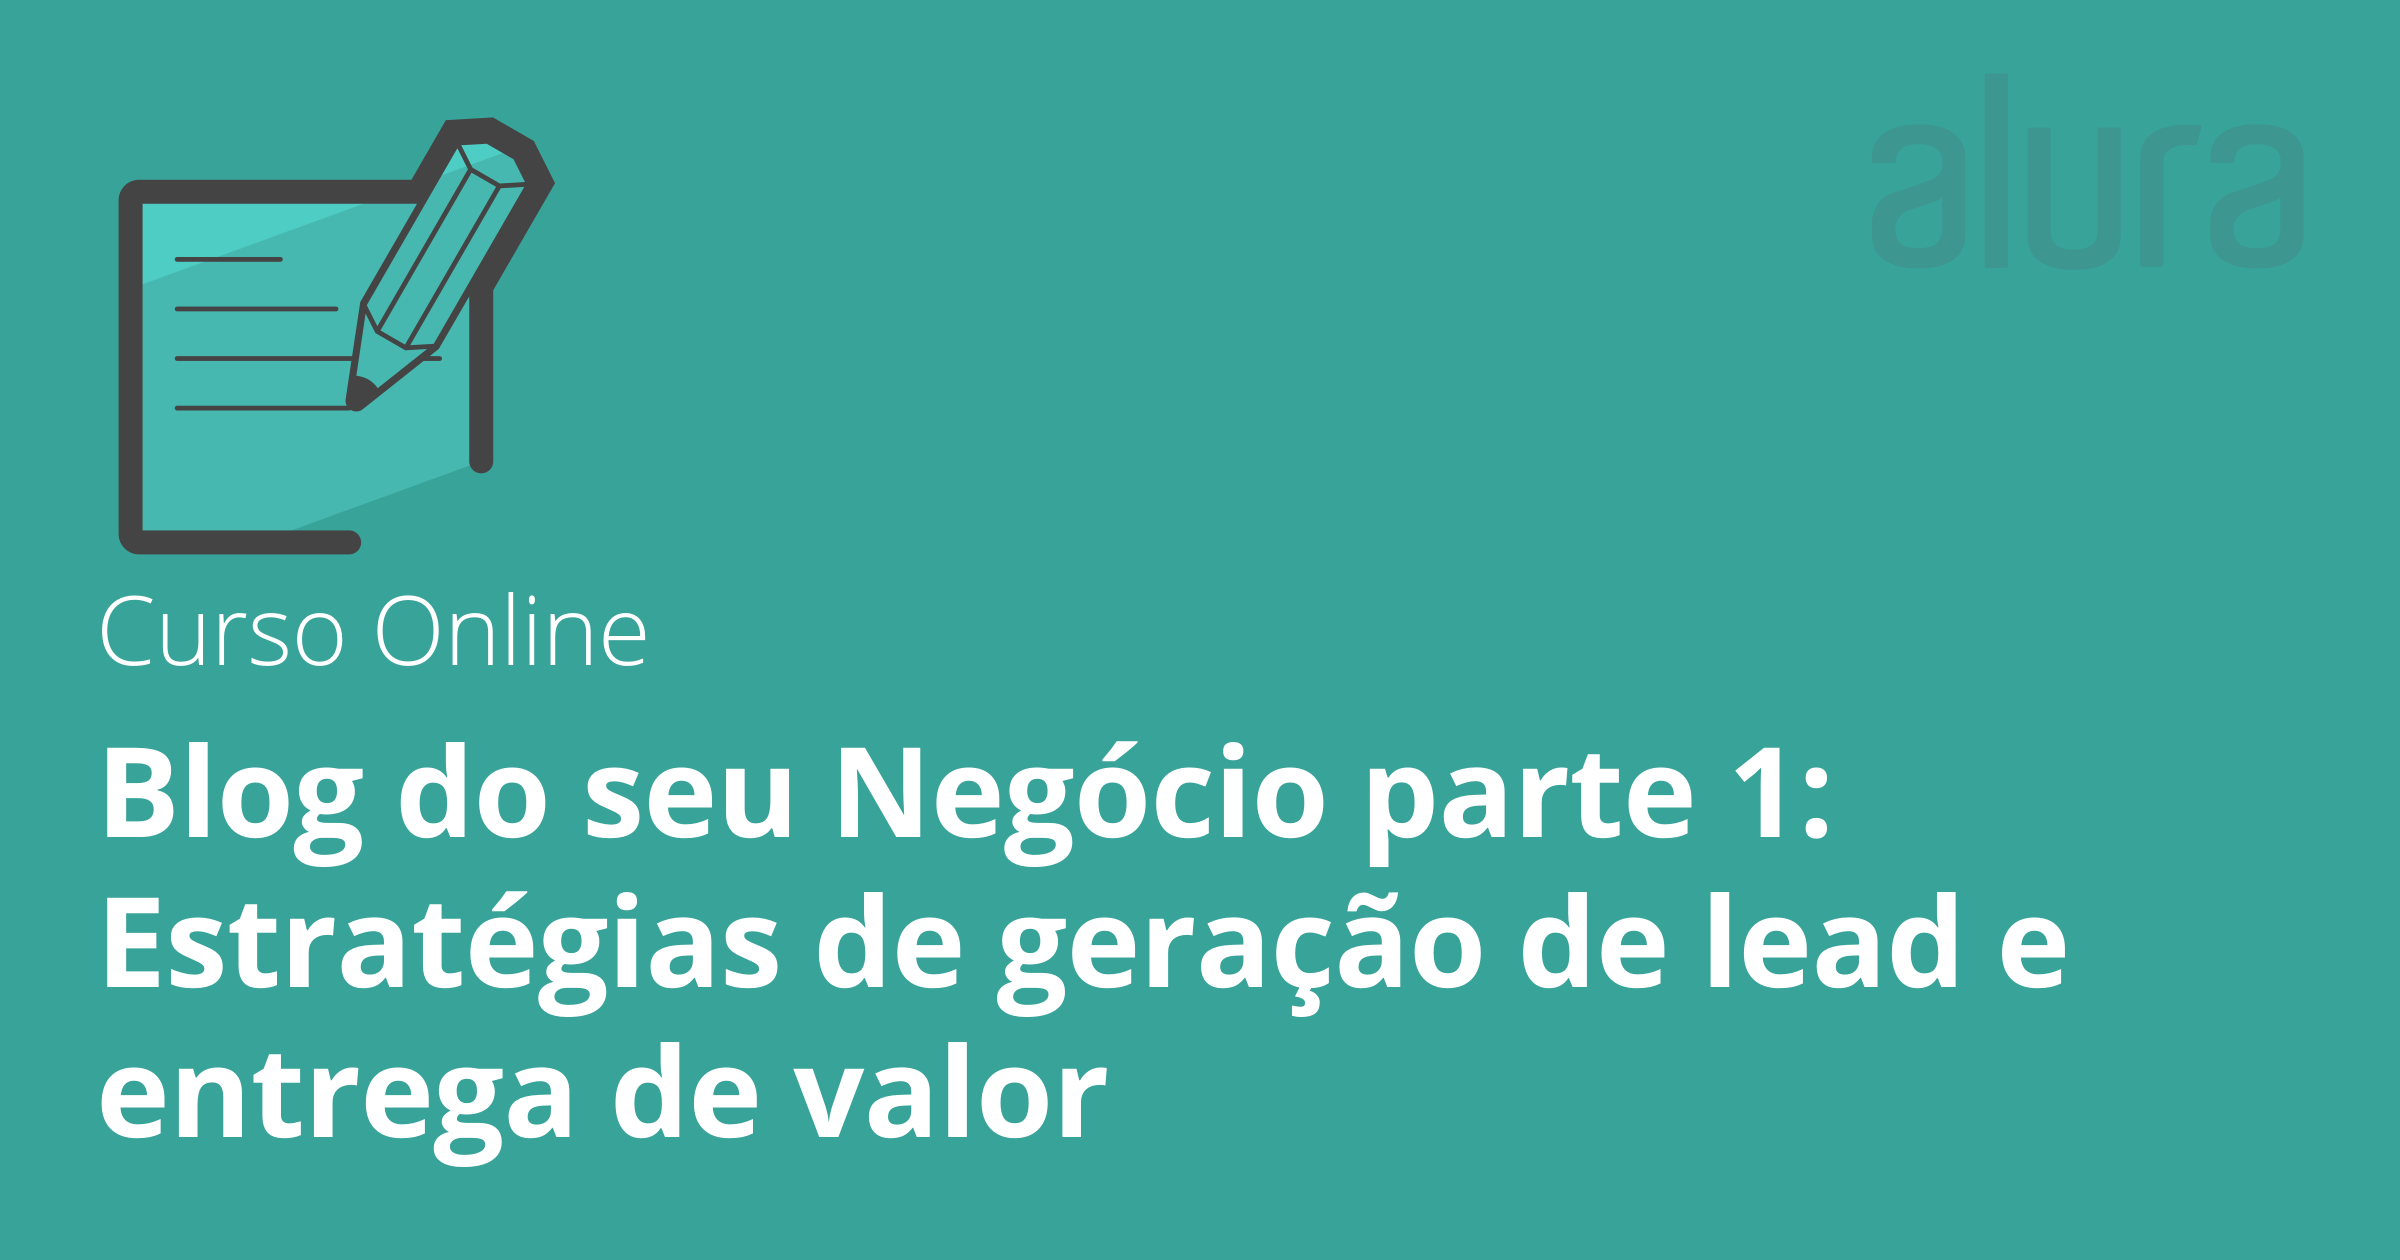 alura
Curso Online
Blog do seu Negócio parte 1:
Estratégias de geração de lead e
entrega de valor